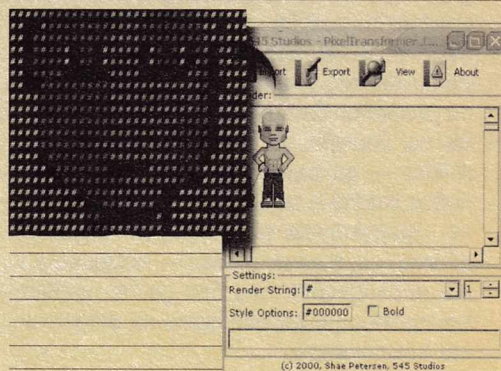 545 Studios - PixelTransformer
Export View About
Settings:
Render String: # 1
Style Options: #000000 Bold
(c) 2000, Shae Petersen, 545 Studios